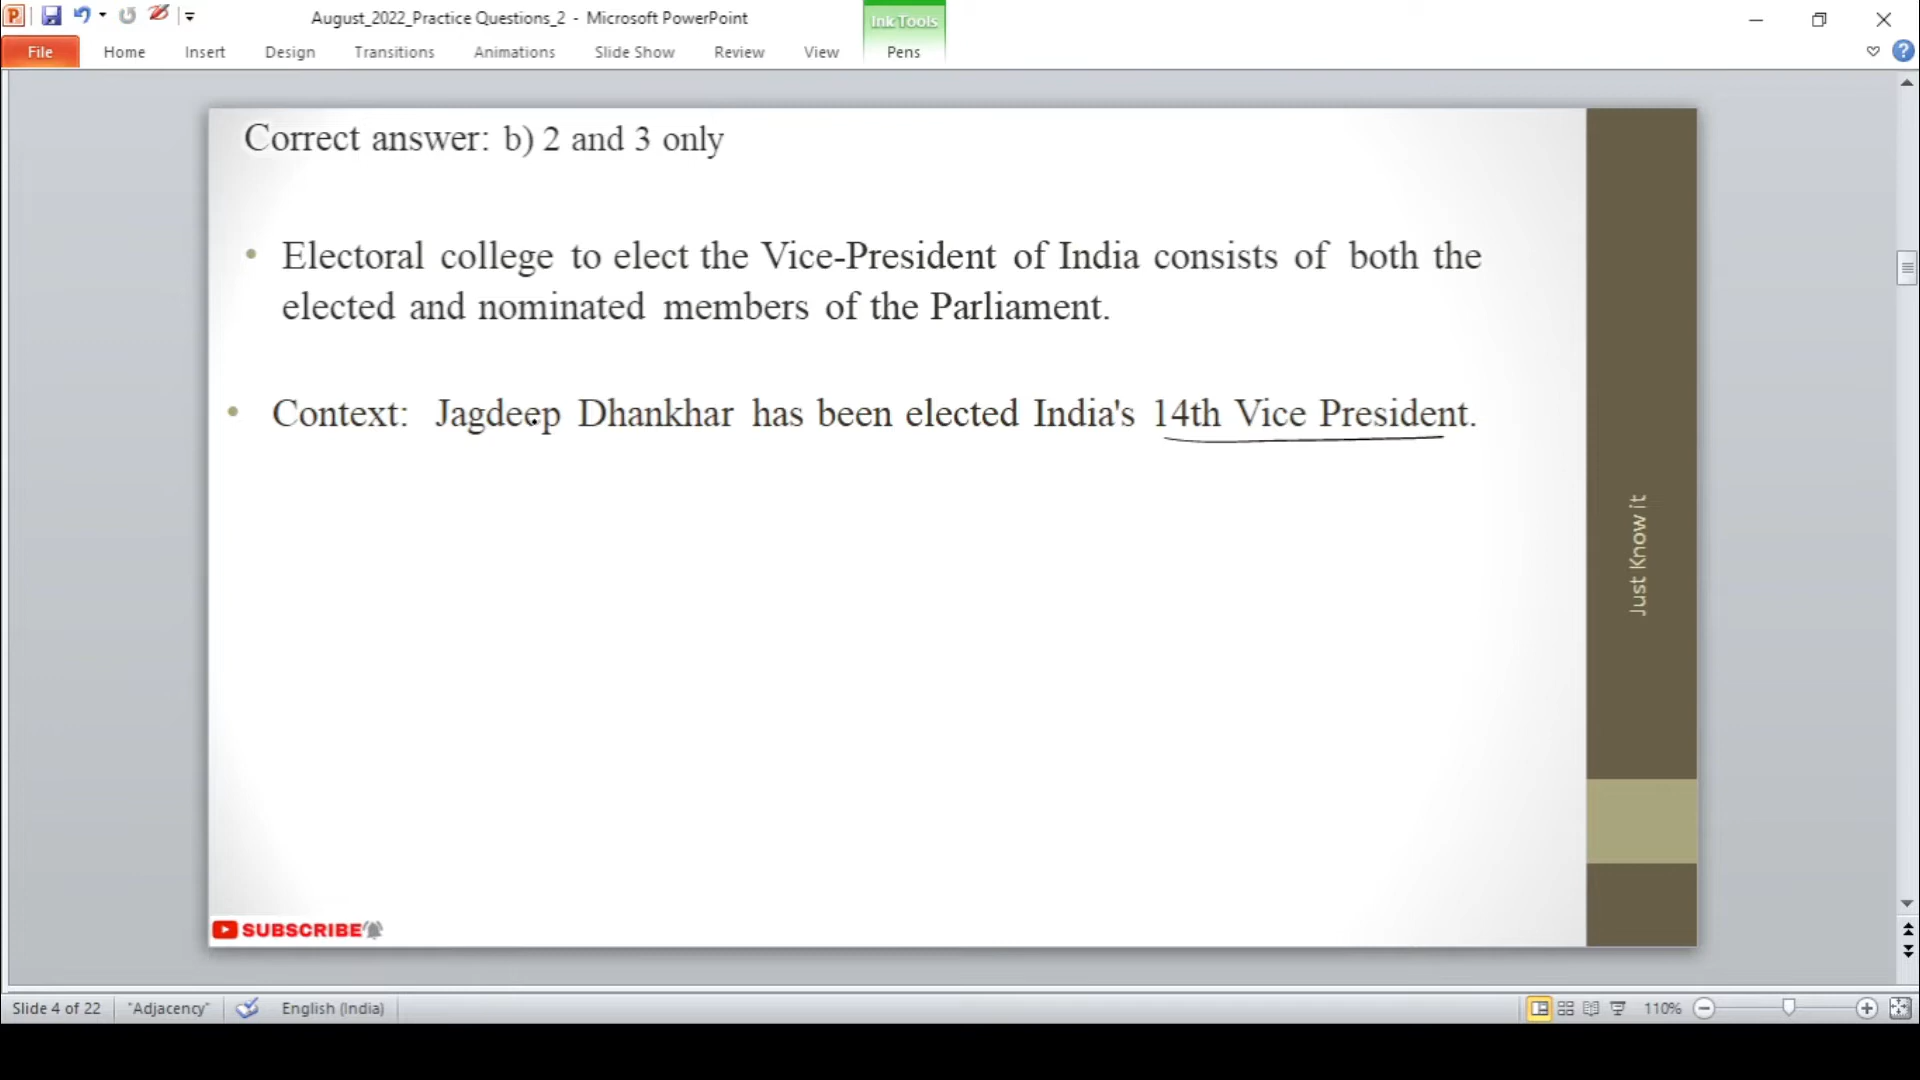 August_2022_Practice Questions_2 - Microsoft PowerPoint
Ink Tools
File Home Insert Design Transitions Animations Slide Show Review View Pens
Correct answer: b) 2 and 3 only
• Electoral college to elect the Vice-President of India consists of both the
elected and nominated members of the Parliament.
• Context: Jagdeep Dhankhar has been elected India's 14th Vice President.
Just Know it
SUBSCRIBE
Slide 4 of 22 "Adjacency" English (India) 110%